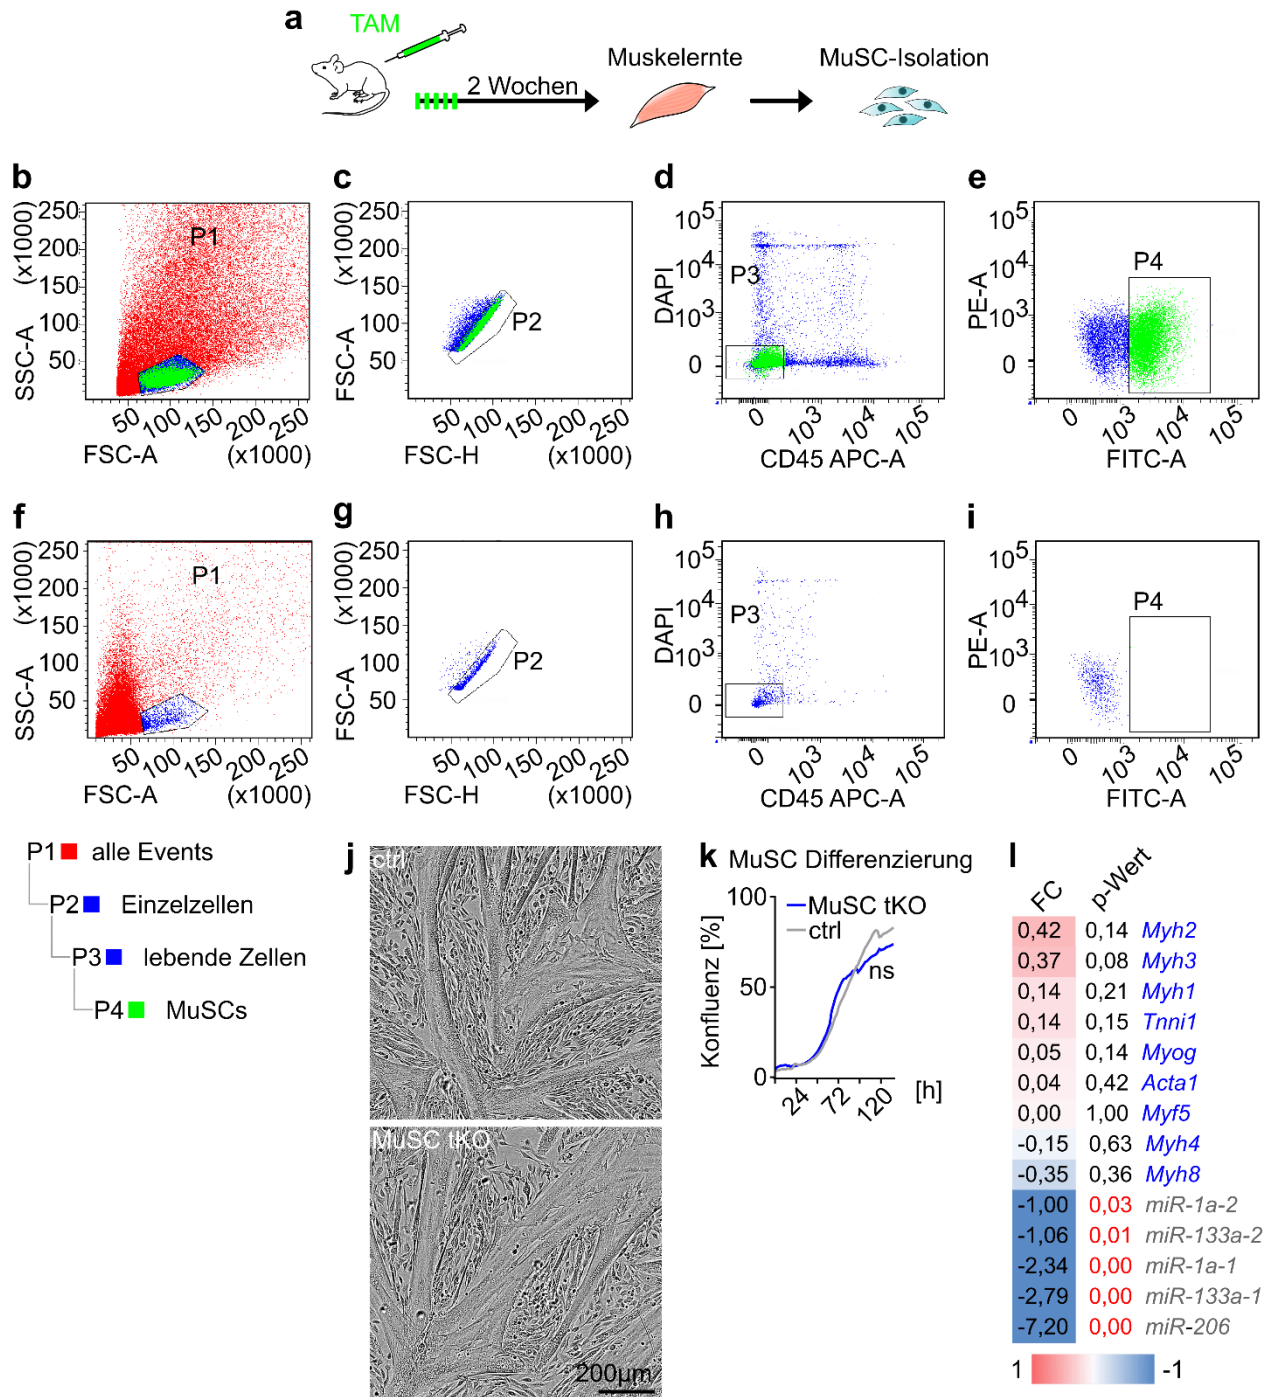 a
TAM
2 Wochen
Muskelernte
MuSC-Isolation
b
SSC-A (x1000)
250
200
150
100
50
P1
50 100 150 200 250
FSC-A (x1000)
c
FSC-A (x1000)
250
200
150
100
50
P2
50 100 150 200 250
FSC-H (x1000)
d
DAPI
10^5
10^4
10^3
0
P3
0 10^3 10^4 10^5
CD45 APC-A
e
PE-A
10^5
10^4
10^3
0
P4
0 10^3 10^4 10^5
FITC-A
f
SSC-A (x1000)
250
200
150
100
50
P1
50 100 150 200 250
FSC-A (x1000)
g
FSC-A (x1000)
250
200
150
100
50
P2
50 100 150 200 250
FSC-H (x1000)
h
DAPI
10^5
10^4
10^3
0
P3
0 10^3 10^4 10^5
CD45 APC-A
i
PE-A
10^5
10^4
10^3
0
P4
0 10^3 10^4 10^5
FITC-A
P1 alle Events
P2 Einzelzellen
P3 lebende Zellen
P4 MuSCs
j
ctrl
MuSC tKO
200µm
k MuSC Differenzierung
Konfluenz [%]
100
50
0
MuSC tKO
ctrl
ns
24 72 120 [h]
l
FC p-Wert
0,42 0,14 Myh2
0,37 0,08 Myh3
0,14 0,21 Myh1
0,14 0,15 Tnni1
0,05 0,14 Myog
0,04 0,42 Acta1
0,00 1,00 Myf5
-0,15 0,63 Myh4
-0,35 0,36 Myh8
-1,00 0,03 miR-1a-2
-1,06 0,01 miR-133a-2
-2,34 0,00 miR-1a-1
-2,79 0,00 miR-133a-1
-7,20 0,00 miR-206
1 -1